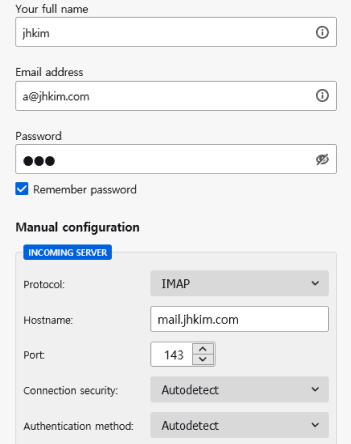 Your full name
jhkim
Email address
a@jhkim.com
Password
●●●
Remember password
Manual configuration
INCOMING SERVER
Protocol: IMAP
Hostname: mail.jhkim.com
Port: 143
Connection security: Autodetect
Authentication method: Autodetect